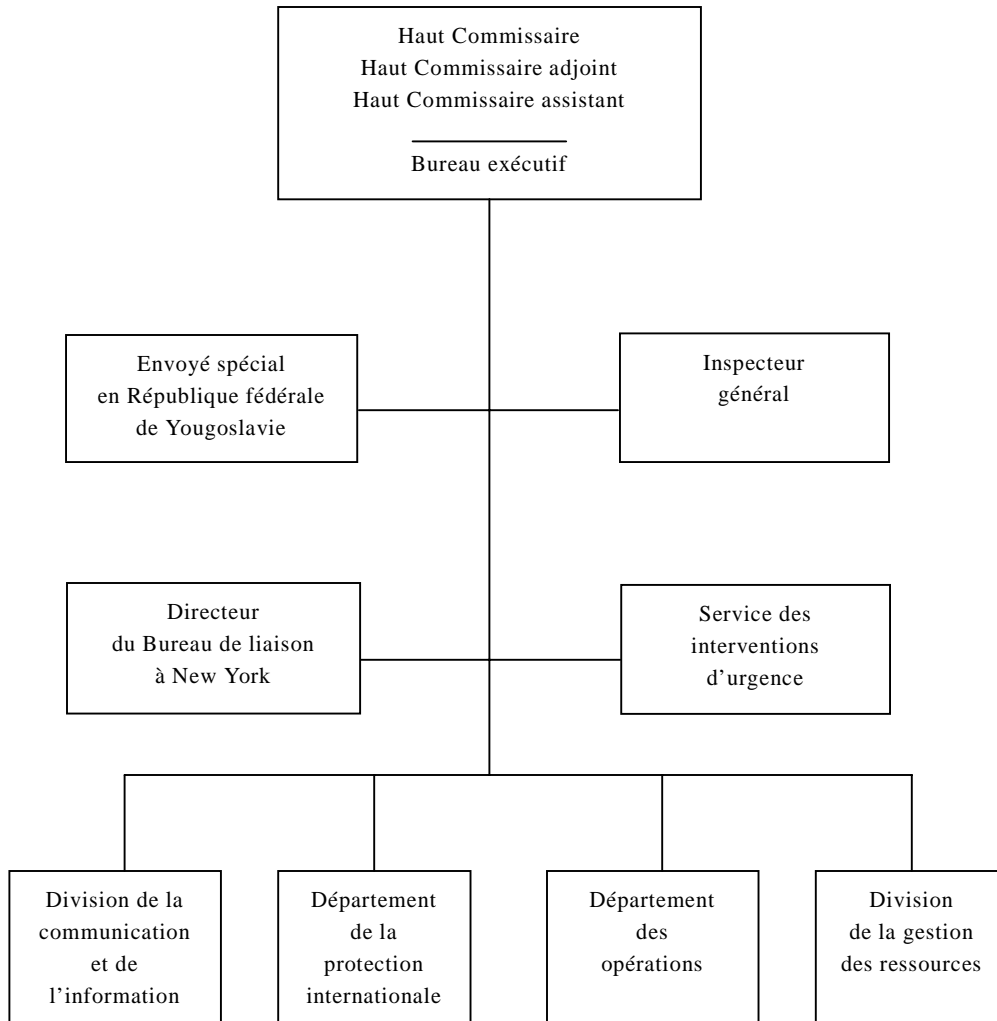 Haut Commissaire
Haut Commissaire adjoint
Haut Commissaire assistant
Bureau exécutif
Envoyé spécial
en République fédérale
de Yougoslavie
Inspecteur
général
Directeur
du Bureau de liaison
à New York
Service des
interventions
d’urgence
Division de la
communication
et de
l’information
Département
de la
protection
internationale
Département
des
opérations
Division
de la gestion
des ressources